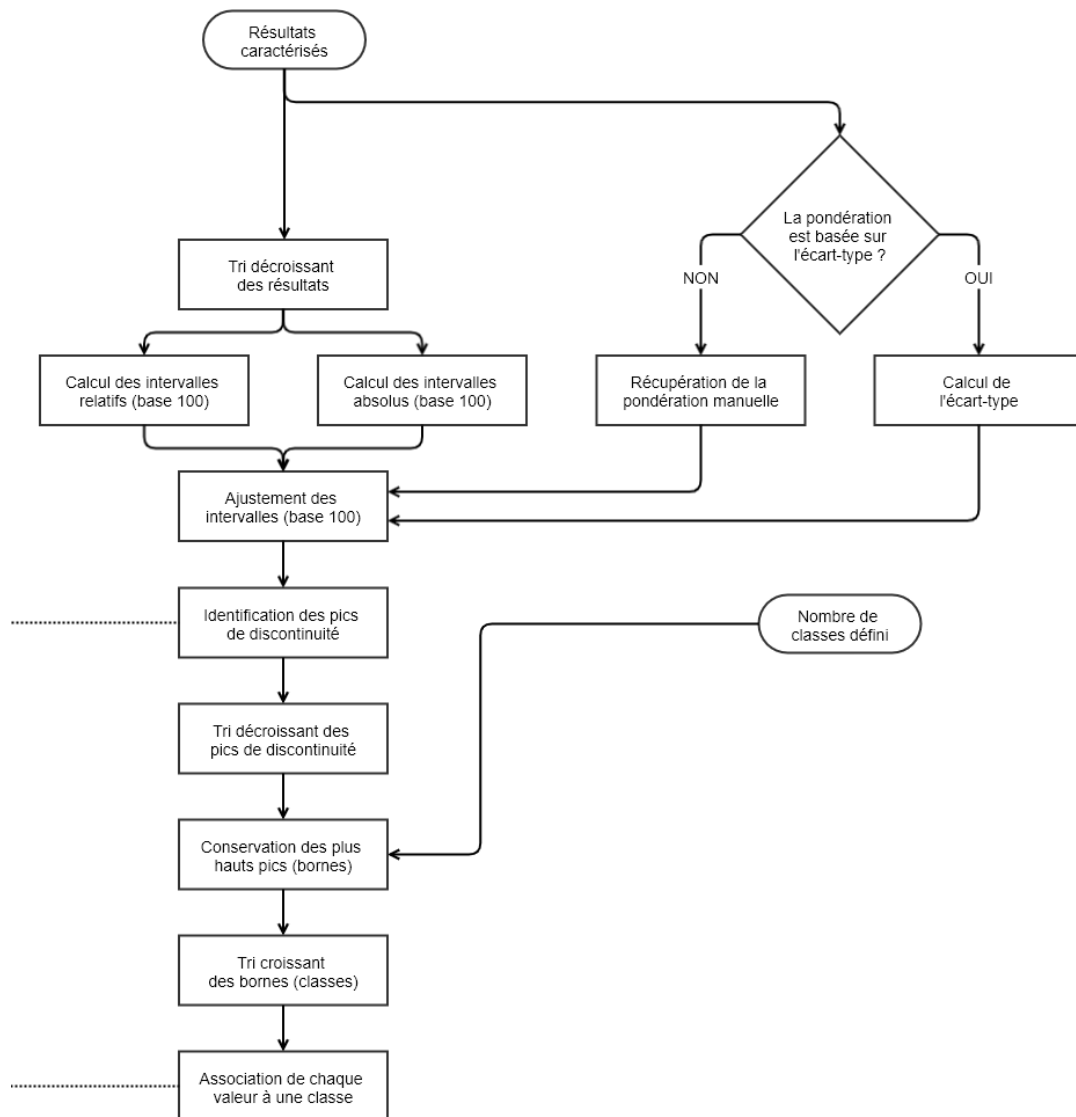 Résultats
caractérisés
La pondération
est basée sur
l'écart-type ?
NON
OUI
Tri décroissant
des résultats
Calcul des intervalles
relatifs (base 100)
Calcul des intervalles
absolus (base 100)
Récupération de la
pondération manuelle
Calcul de
l'écart-type
Ajustement des
intervalles (base 100)
Identification des pics
de discontinuité
Nombre de
classes défini
Tri décroissant des
pics de discontinuité
Conservation des plus
hauts pics (bornes)
Tri croissant
des bornes (classes)
Association de chaque
valeur à une classe